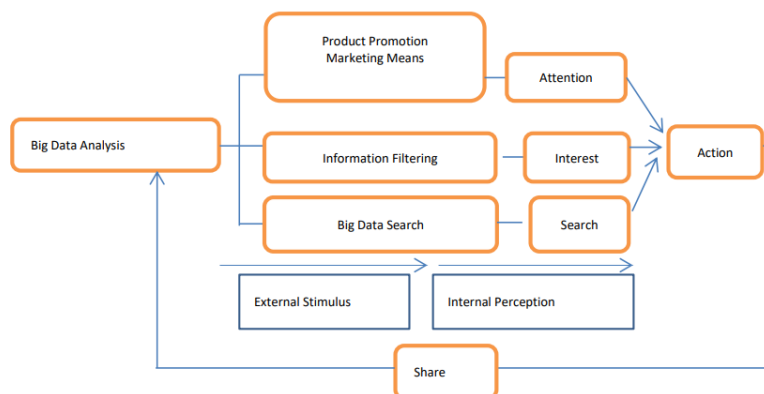 Product Promotion
Marketing Means
Attention
Big Data Analysis
Information Filtering
Interest
Action
Big Data Search
Search
External Stimulus
Internal Perception
Share